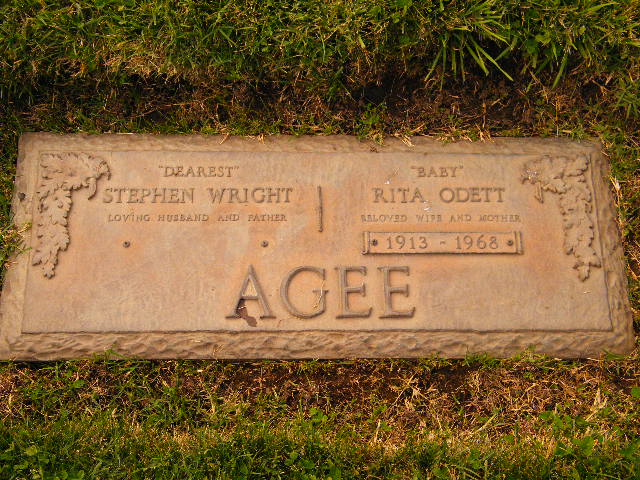 "DEAREST"
STEPHEN WRIGHT
LOVING HUSBAND AND FATHER
"BABY"
RITA ODETT
BELOVED WIFE AND MOTHER
1913 - 1968
AGEE